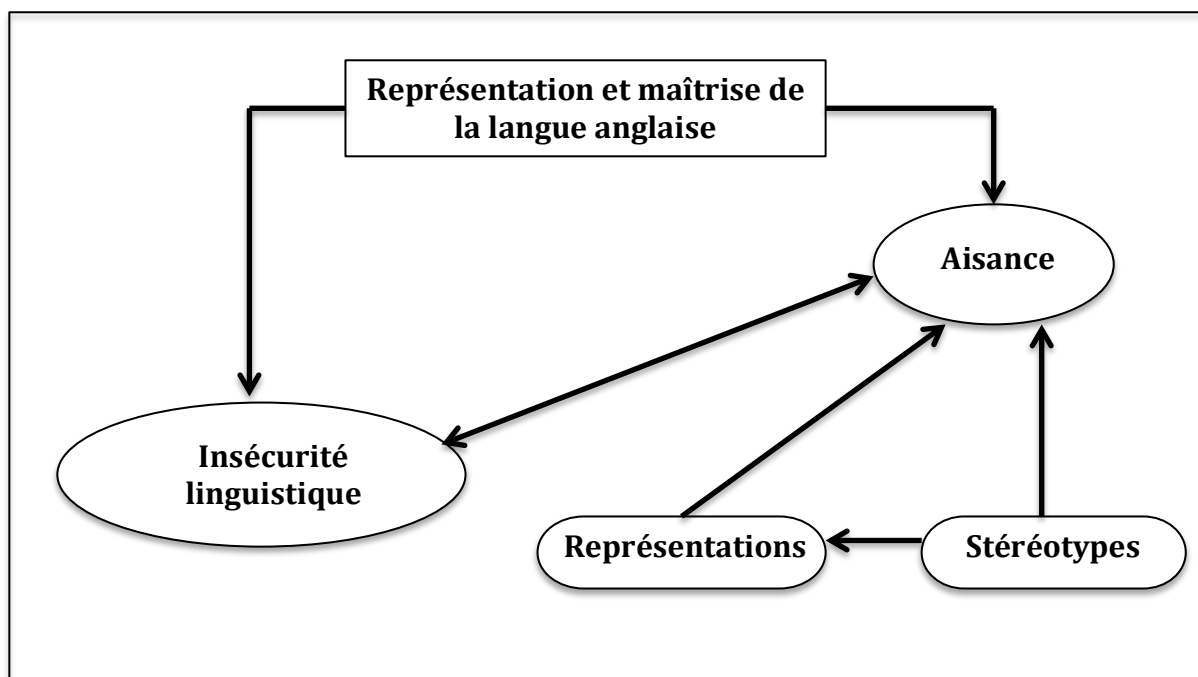 Représentation et maîtrise de
la langue anglaise
Aisance
Insécurité
linguistique
Représentations
Stéréotypes